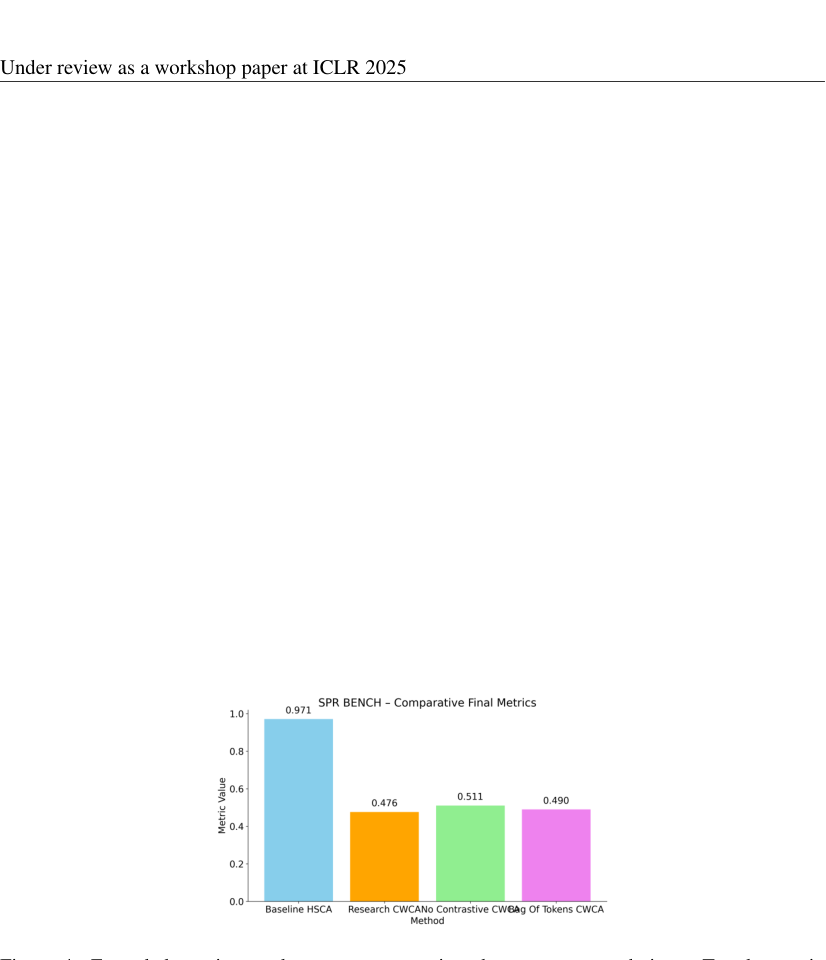 Under review as a workshop paper at ICLR 2025
SPR BENCH – Comparative Final Metrics
0.971
0.476
0.511
0.490
Metric Value
1.0
0.8
0.6
0.4
0.2
0.0
Baseline HSCA
Research CWCA
No Contrastive CWCA
Bag Of Tokens CWCA
Method